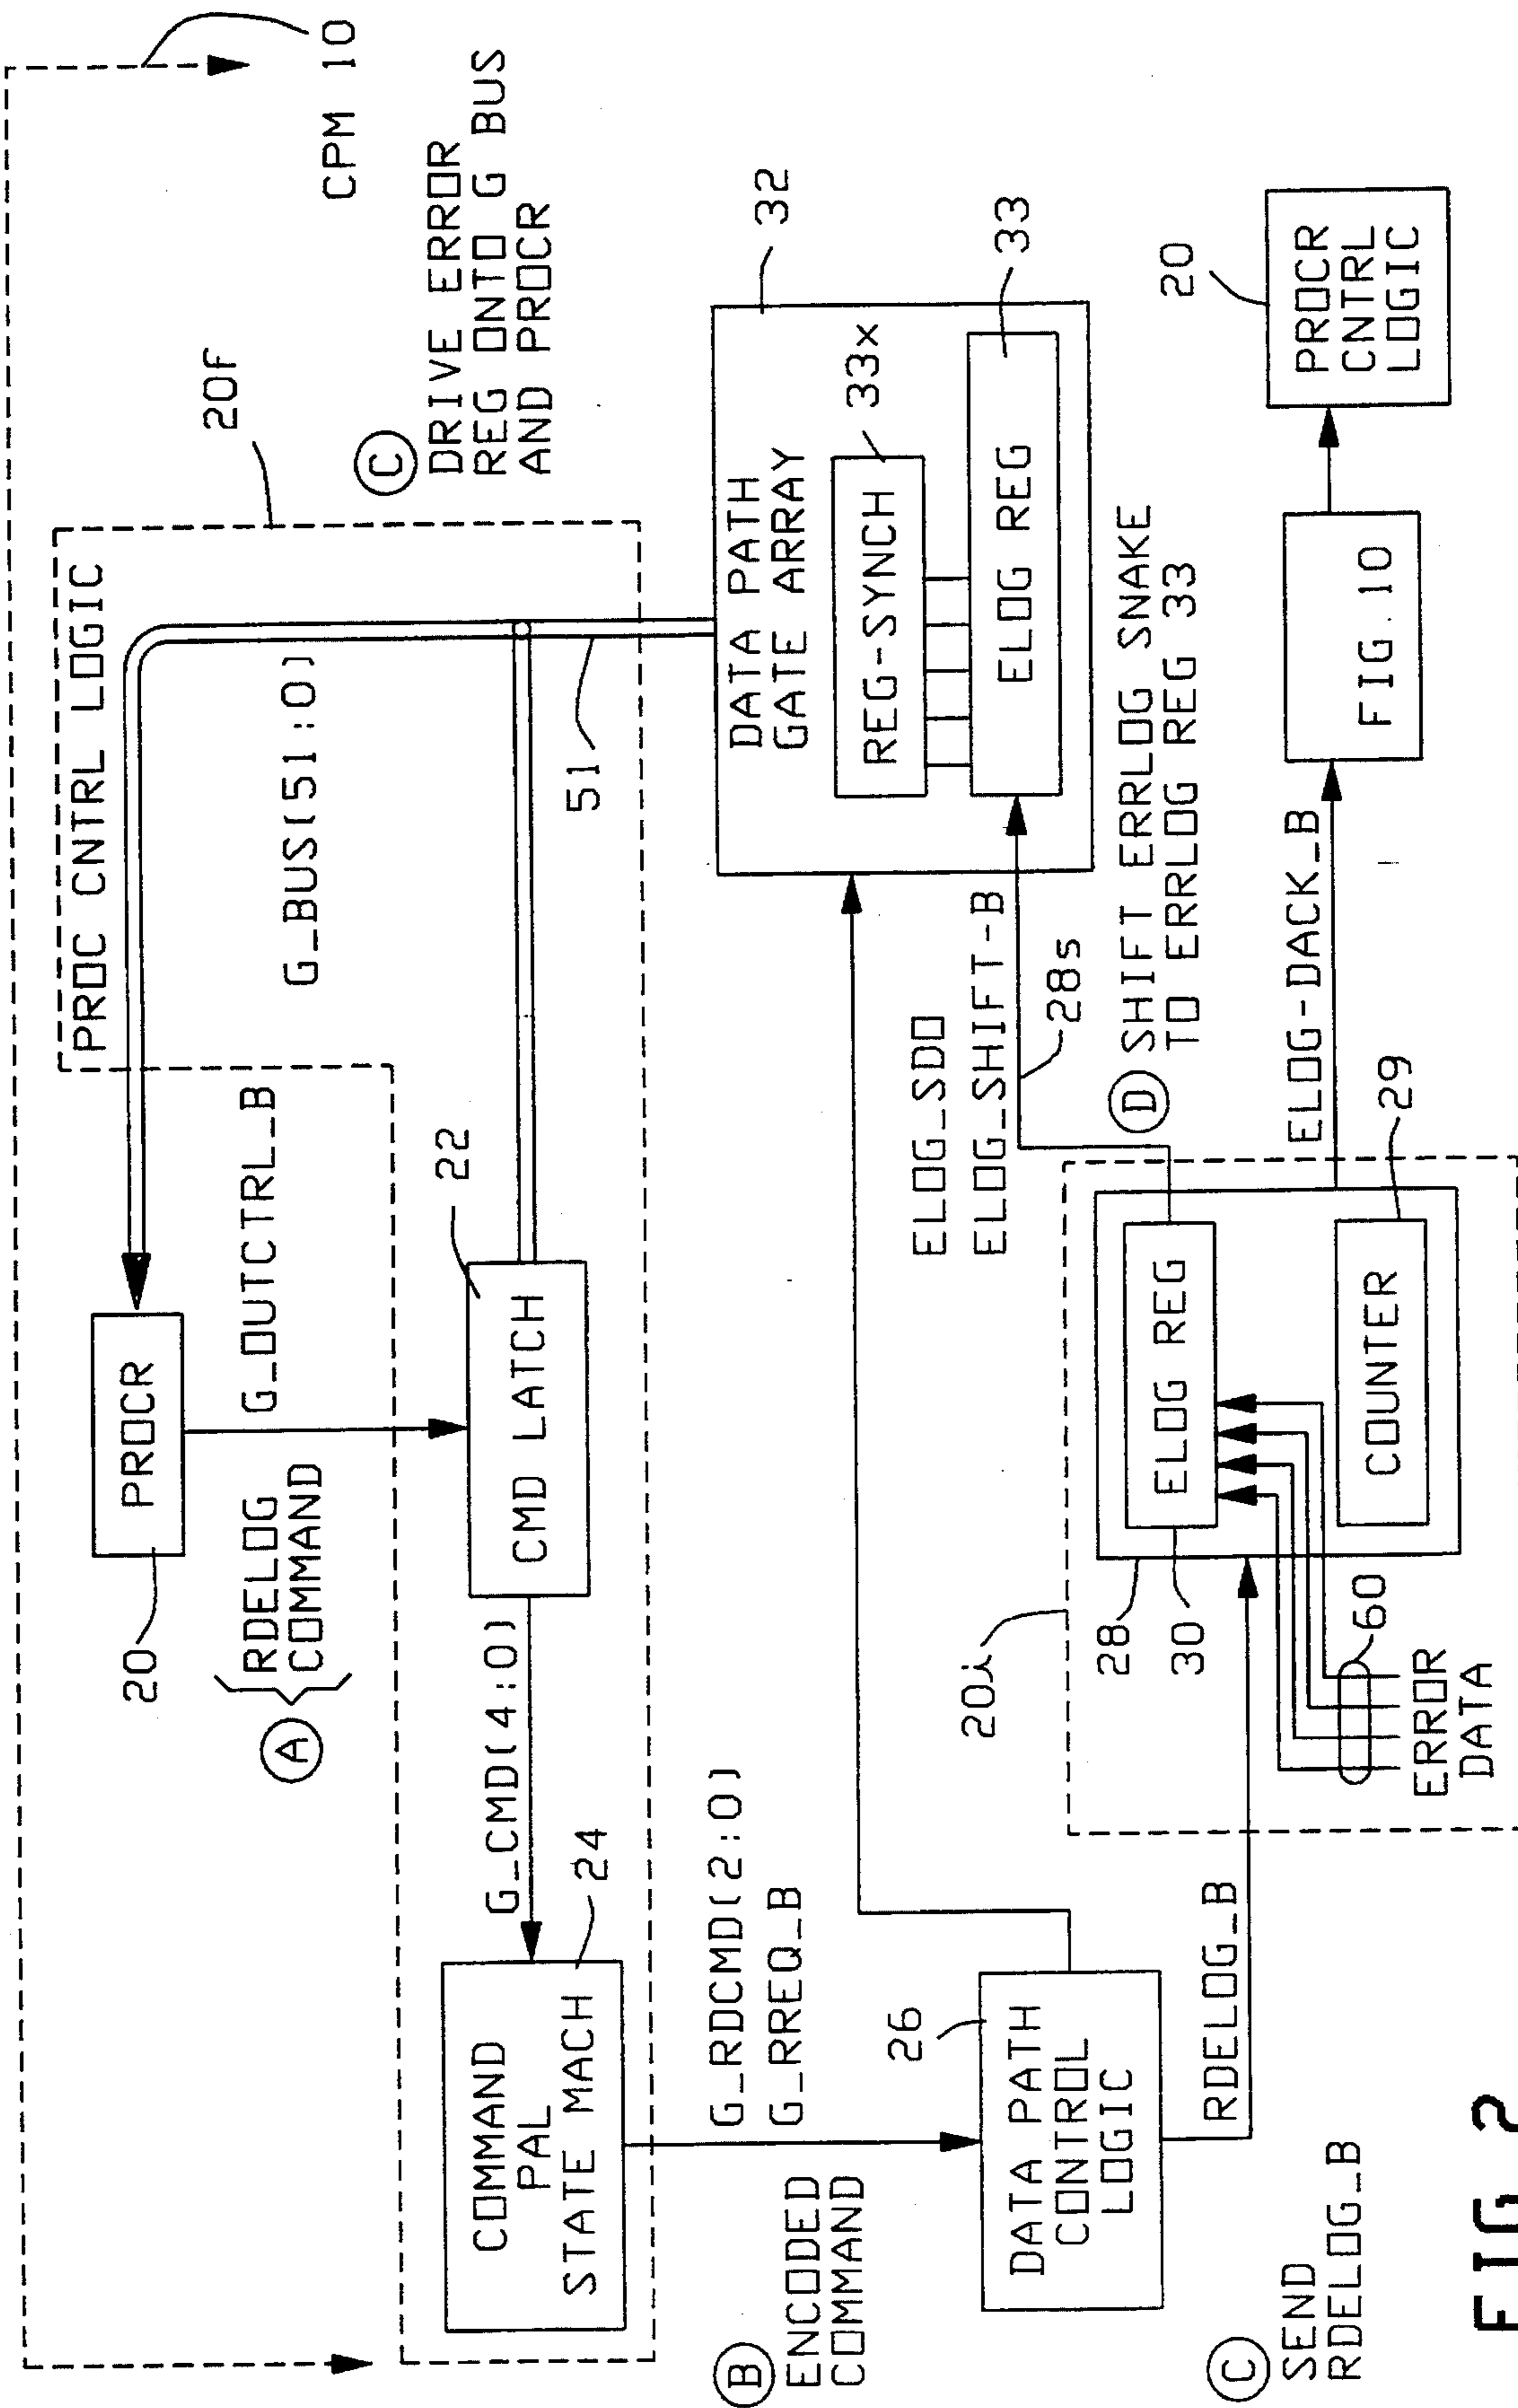 CPM 10
PROC CNTRL LOGIC
20F
G_BUS(51:0)
C
DRIVE ERROR
REG ONTO G BUS
AND PROCR
PROCR
20
G_OUTCTRL_B
A
RDELOG
COMMAND
22
CMD LATCH
51
G_CMD(4:0)
COMMAND
PAL
STATE MACH
24
B
ENCODED
COMMAND
G_RDCMD(2:0)
G_RREQ_B
DATA PATH
GATE ARRAY
32
REG-SYNCH
33x
ELOG REG
33
ELOG_SDO
ELOG_SHIFT-B
28s
D
SHIFT ERRLOG SNAKE
TO ERRLOG REG 33
26
DATA PATH
CONTROL
LOGIC
C
SEND
RDELOG_B
RDELOG_B
20i
28
30
ELOG REG
COUNTER
29
60
ERROR
DATA
ELOG-DACK_B
FIG. 10
20
PROCR
CNTRL
LOGIC
FIG 2